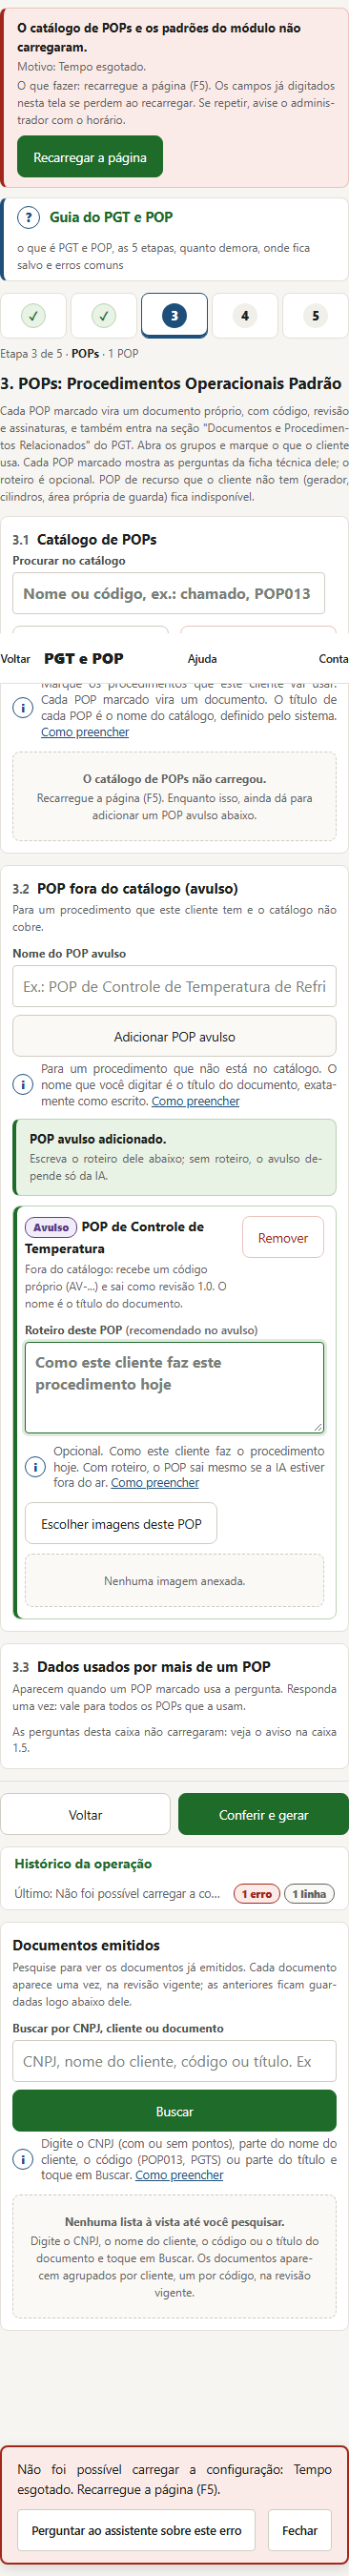 O catálogo de POPs e os padrões do módulo não
carregaram.
Motivo: Tempo esgotado.
O que fazer: recarregue a página (F5). Os campos já digitados
nesta tela se perdem ao recarregar. Se repetir, avise o adminis-
trador com o horário.
Recarregar a página
? Guia do PGT e POP
o que é PGT e POP, as 5 etapas, quanto demora, onde fica
salvo e erros comuns
✓ ✓ 3 4 5
Etapa 3 de 5 · POPs · 1 POP
3. POPs: Procedimentos Operacionais Padrão
Cada POP marcado vira um documento próprio, com código, revisão
e assinaturas, e também entra na seção "Documentos e Procedimen-
tos Relacionados" do PGT. Abra os grupos e marque o que o cliente
usa. Cada POP marcado mostra as perguntas da ficha técnica dele; o
roteiro é opcional. POP de recurso que o cliente não tem (gerador,
cilindros, área própria de guarda) fica indisponível.
3.1 Catálogo de POPs
Procurar no catálogo
Nome ou código, ex.: chamado, POP013
Voltar PGT e POP Ajuda Conta
Marque os procedimentos que este cliente vai usar.
Cada POP marcado vira um documento. O título de
cada POP é o nome do catálogo, definido pelo sistema.
Como preencher
O catálogo de POPs não carregou.
Recarregue a página (F5). Enquanto isso, ainda dá para
adicionar um POP avulso abaixo.
3.2 POP fora do catálogo (avulso)
Para um procedimento que este cliente tem e o catálogo não
cobre.
Nome do POP avulso
Ex.: POP de Controle de Temperatura de Refri
Adicionar POP avulso
Para um procedimento que não está no catálogo. O
nome que você digitar é o título do documento, exata-
mente como escrito. Como preencher
POP avulso adicionado.
Escreva o roteiro dele abaixo; sem roteiro, o avulso de-
pende só da IA.
Avulso POP de Controle de
Temperatura
Remover
Fora do catálogo: recebe um código
próprio (AV-...) e sai como revisão 1.0. O
nome é o título do documento.
Roteiro deste POP (recomendado no avulso)
Como este cliente faz este
procedimento hoje
Opcional. Como este cliente faz o procedimento
hoje. Com roteiro, o POP sai mesmo se a IA estiver
fora do ar. Como preencher
Escolher imagens deste POP
Nenhuma imagem anexada.
3.3 Dados usados por mais de um POP
Aparecem quando um POP marcado usa a pergunta. Responda
uma vez: vale para todos os POPs que a usam.
As perguntas desta caixa não carregaram: veja o aviso na caixa
1.5.
Voltar Conferir e gerar
Histórico da operação
Último: Não foi possível carregar a co... 1 erro 1 linha
Documentos emitidos
Pesquise para ver os documentos já emitidos. Cada documento
aparece uma vez, na revisão vigente; as anteriores ficam guar-
dadas logo abaixo dele.
Buscar por CNPJ, cliente ou documento
CNPJ, nome do cliente, código ou título. Ex
Buscar
Digite o CNPJ (com ou sem pontos), parte do nome do
cliente, o código (POP013, PGTS) ou parte do título e
toque em Buscar. Como preencher
Nenhuma lista à vista até você pesquisar.
Digite o CNPJ, o nome do cliente, o código ou o título do
documento e toque em Buscar. Os documentos apare-
cem agrupados por cliente, um por código, na revisão
vigente.
Não foi possível carregar a configuração: Tempo
esgotado. Recarregue a página (F5).
Perguntar ao assistente sobre este erro Fechar